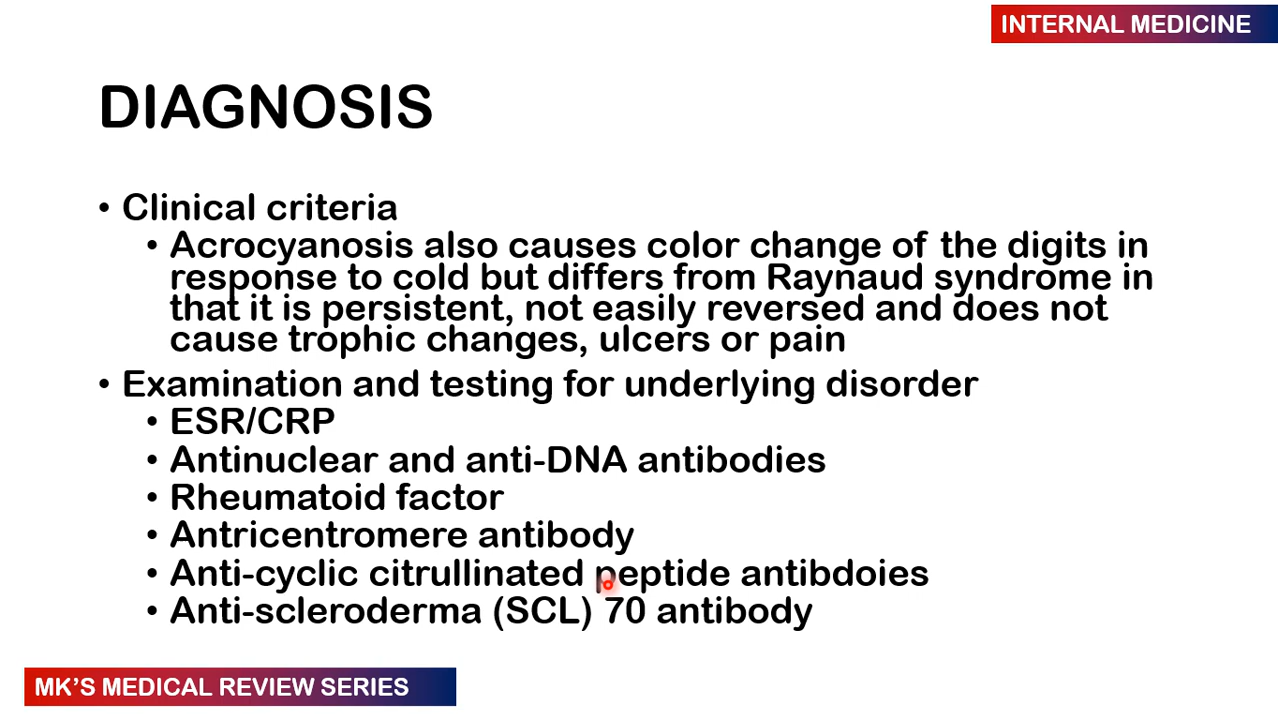 INTERNAL MEDICINE
DIAGNOSIS
• Clinical criteria
• Acrocyanosis also causes color change of the digits in
response to cold but differs from Raynaud syndrome in
that it is persistent, not easily reversed and does not
cause trophic changes, ulcers or pain
• Examination and testing for underlying disorder
• ESR/CRP
• Antinuclear and anti-DNA antibodies
• Rheumatoid factor
• Antricentromere antibody
• Anti-cyclic citrullinated peptide antibdoies
• Anti-scleroderma (SCL) 70 antibody
MK’S MEDICAL REVIEW SERIES